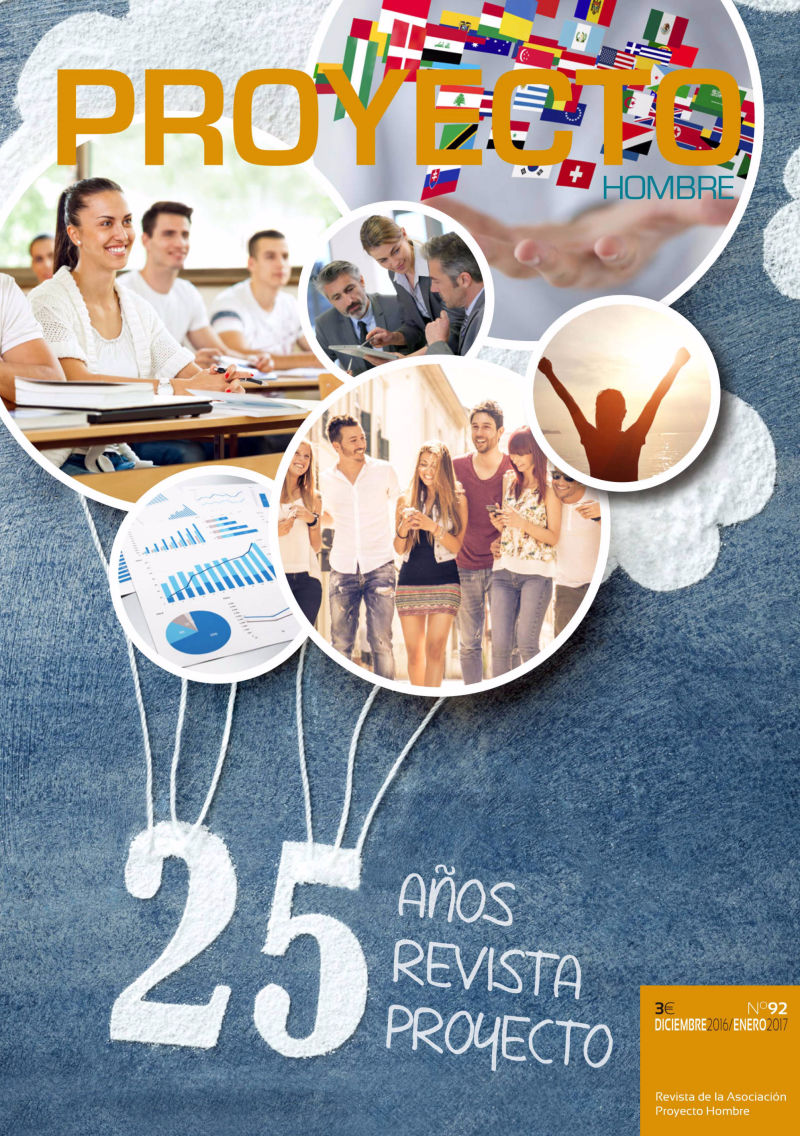 PROYECTO
HOMBRE
25
AÑOS
REVISTA
PROYECTO
3€ Nº92
DICIEMBRE2016/ENERO2017
Revista de la Asociación
Proyecto Hombre